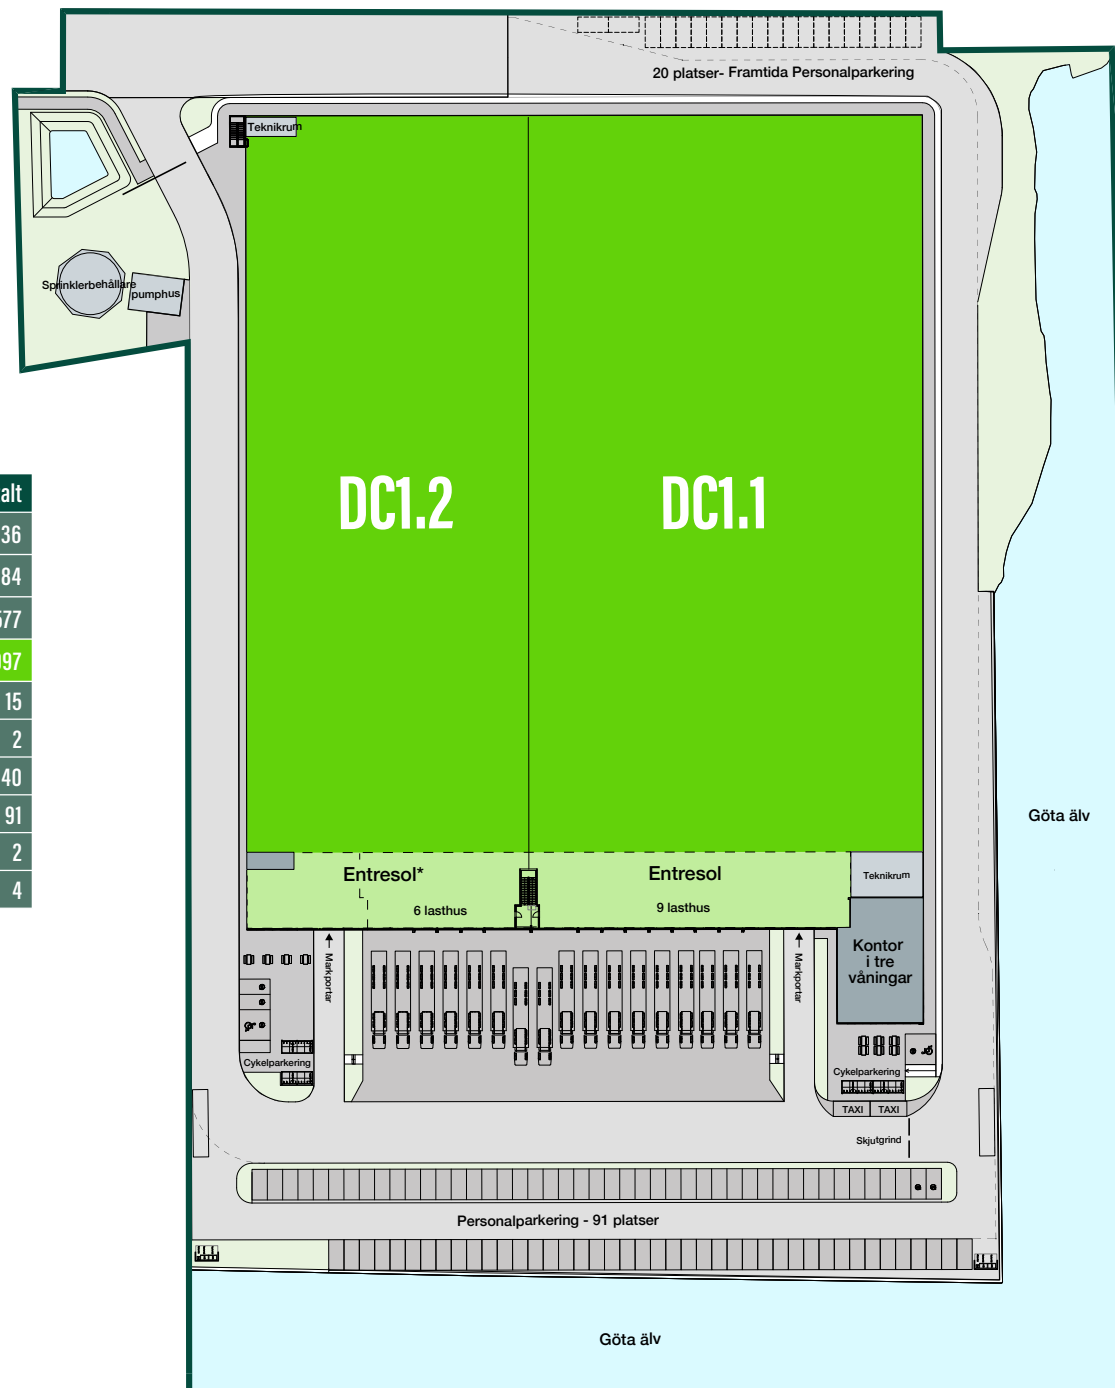 20 platser- Framtida Personalparkering
Teknikrum
Sprinklerbehållare
pumphus
DC1.2
DC1.1
alt
36
84
577
97
15
2
40
91
2
4
Göta älv
Entresol*
Entresol
Teknikrum
6 lasthus
9 lasthus
Kontor
i tre
våningar
Markportar
Markportar
Cykelparkering
Cykelparkering
TAXI
TAXI
Skjutgrind
Personalparkering - 91 platser
Göta älv